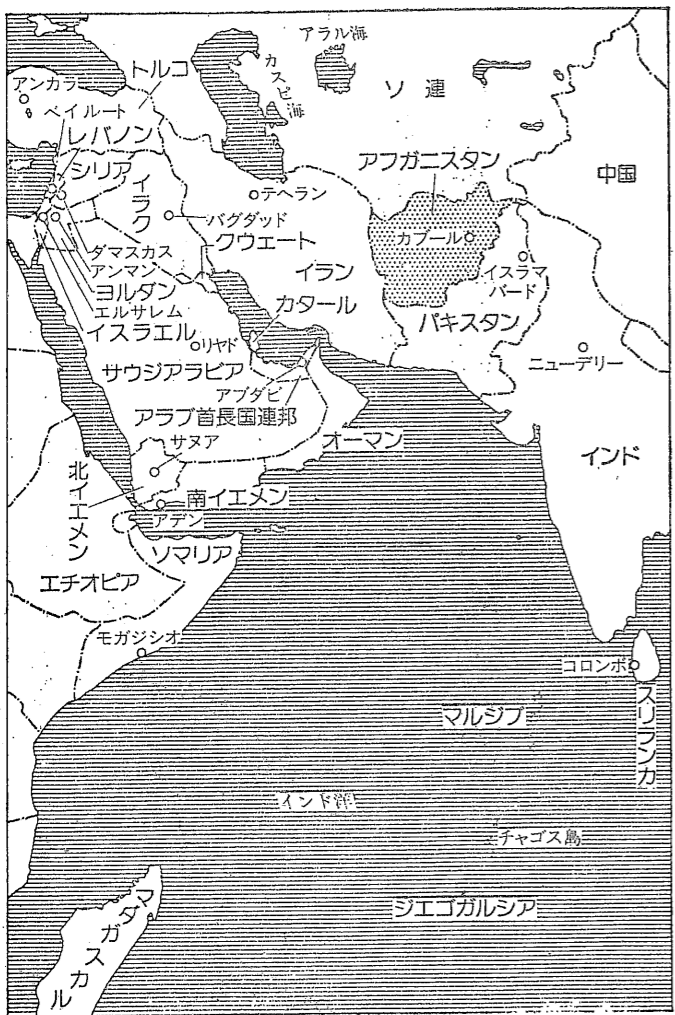 アラル海
カスピ海
トルコ
ソ連
アンカラ
ベイルート
レバノン
シリア
イラク
アフガニスタン
中国
テヘラン
バグダッド
クウェート
カブール
イスラマ
バード
ダマスカス
アンマン
ヨルダン
エルサレム
イスラエル
イラン
カタール
パキスタン
リヤド
ニューデリー
サウジアラビア
アブダビ
アラブ首長国連邦
サヌア
オーマン
インド
北イエメン
南イエメン
アデン
ソマリア
エチオピア
モガジシオ
コロンボ
スリランカ
マルジブ
インド洋
チャゴス島
ジエゴガルシア
マダガスカル